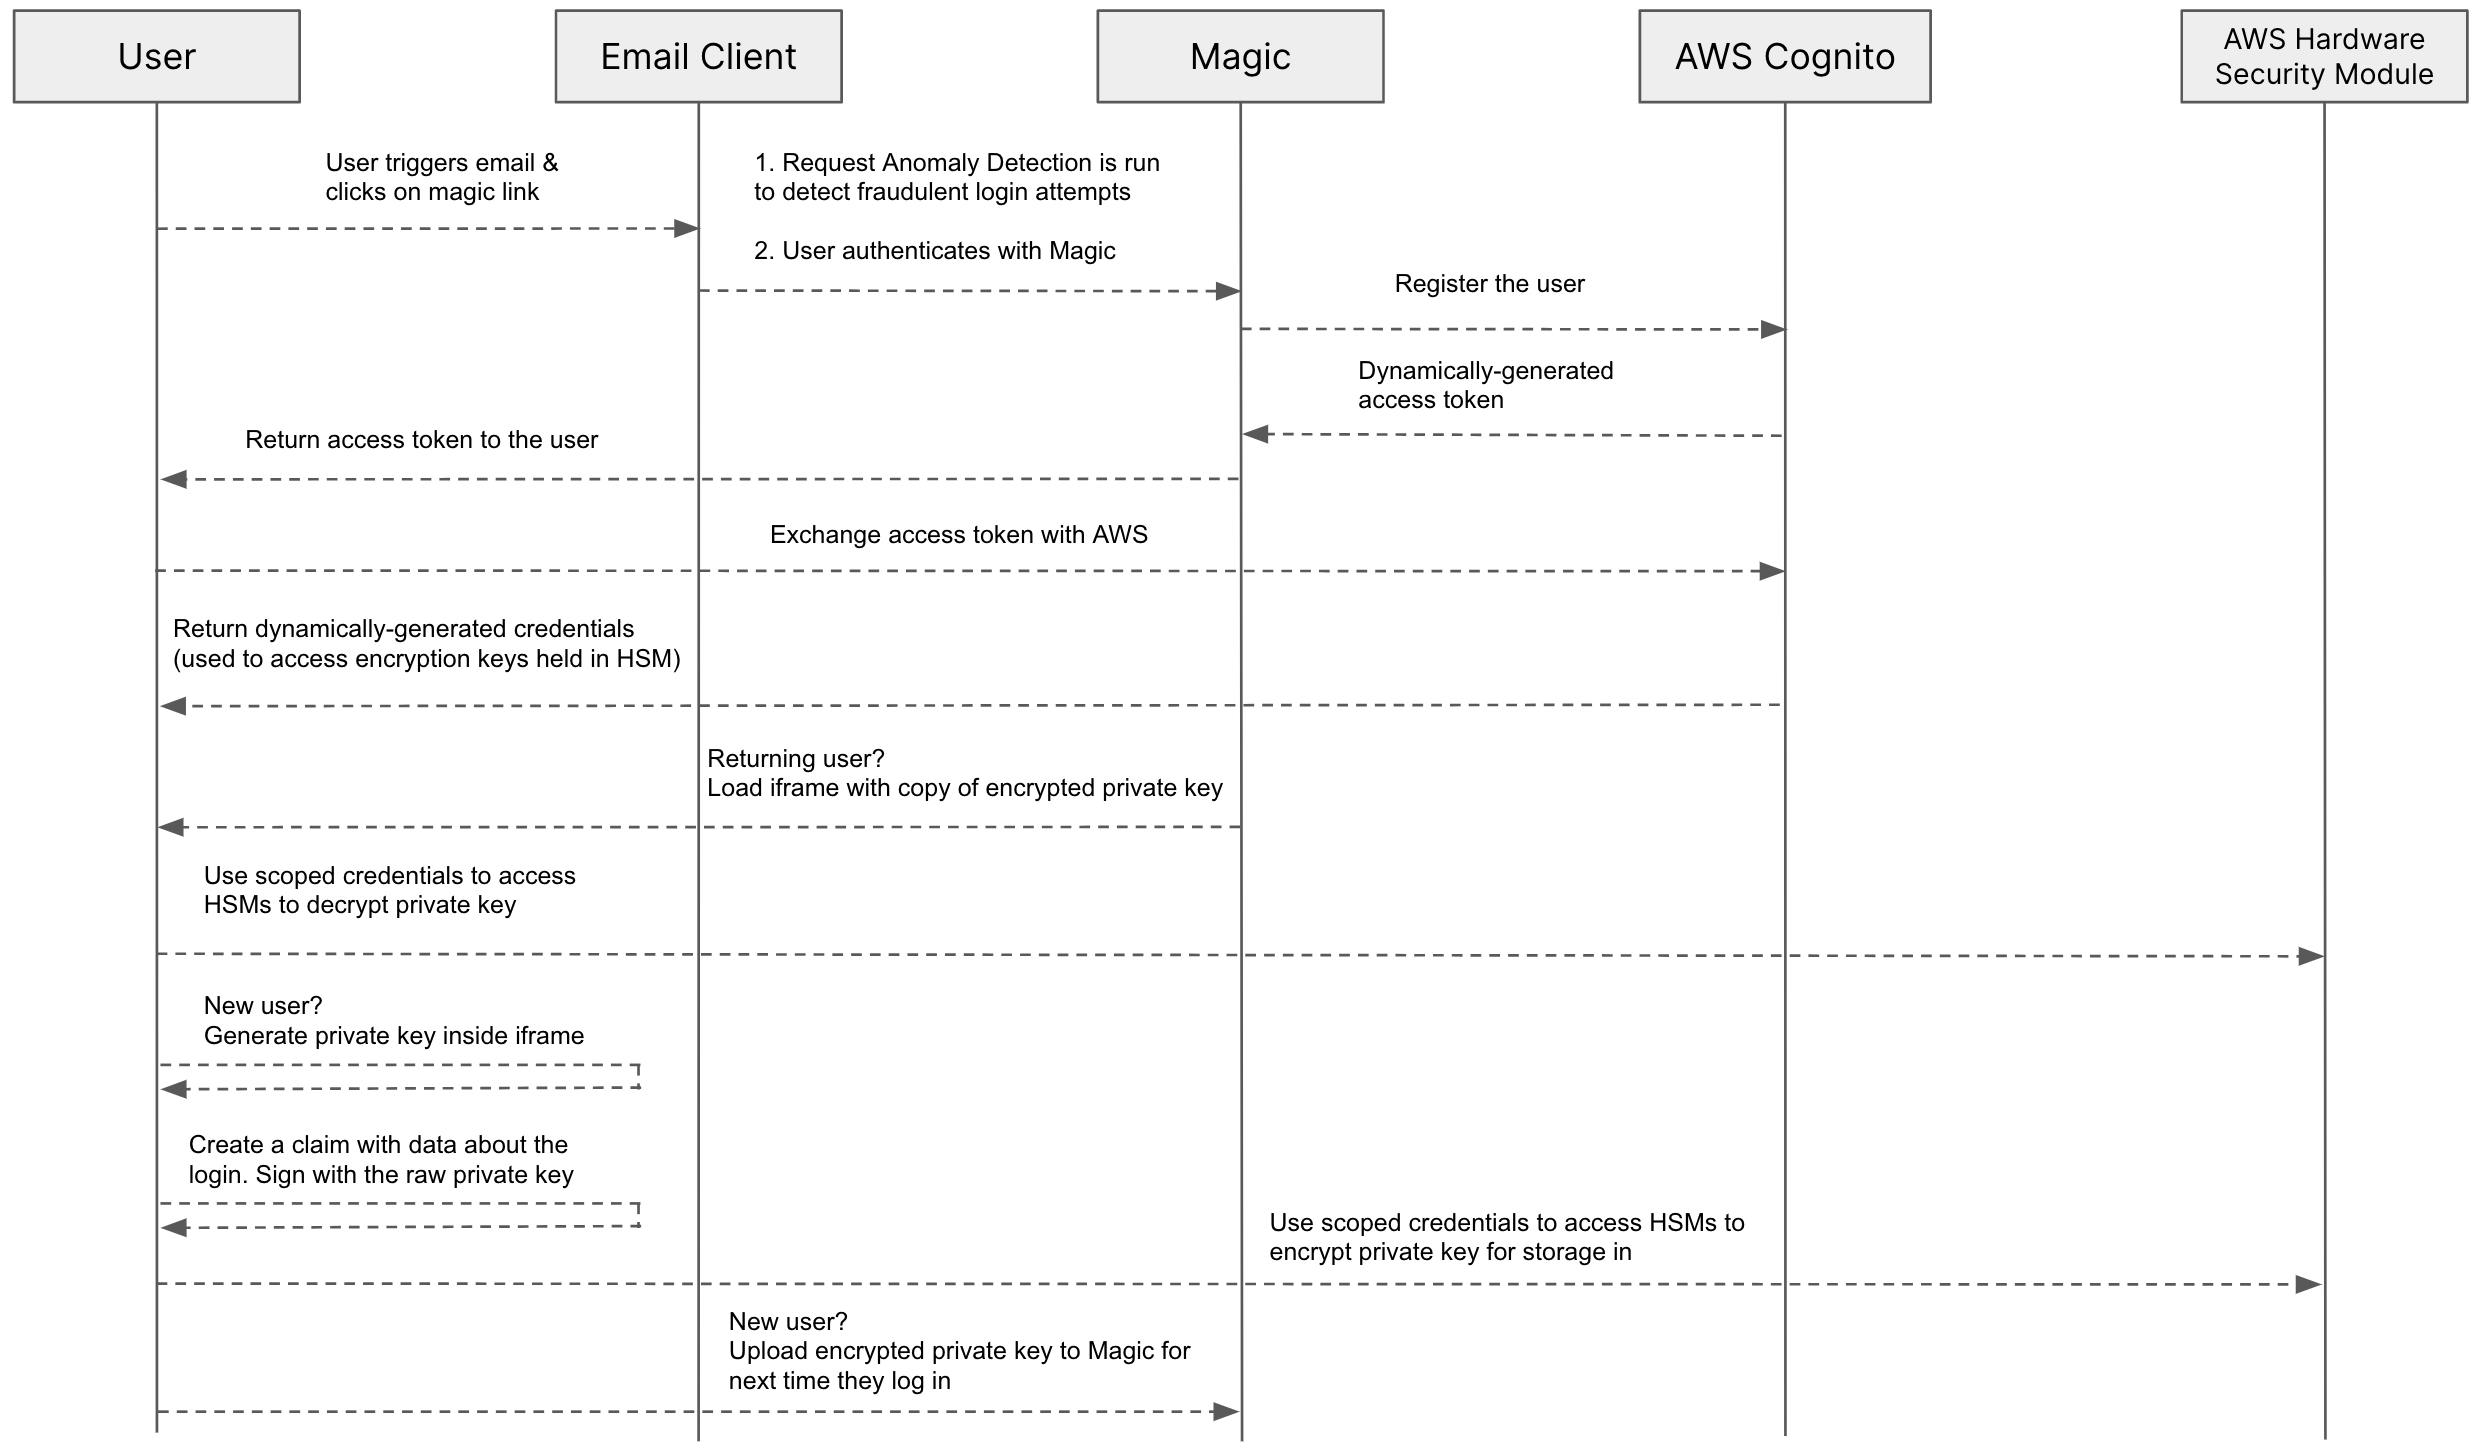 User
Email Client
Magic
AWS Cognito
AWS Hardware
Security Module
User triggers email &
clicks on magic link
1. Request Anomaly Detection is run
to detect fraudulent login attempts
2. User authenticates with Magic
Register the user
Dynamically-generated
access token
Return access token to the user
Exchange access token with AWS
Return dynamically-generated credentials
(used to access encryption keys held in HSM)
Returning user?
Load iframe with copy of encrypted private key
Use scoped credentials to access
HSMs to decrypt private key
New user?
Generate private key inside iframe
Create a claim with data about the
login. Sign with the raw private key
Use scoped credentials to access HSMs to
encrypt private key for storage in
New user?
Upload encrypted private key to Magic for
next time they log in